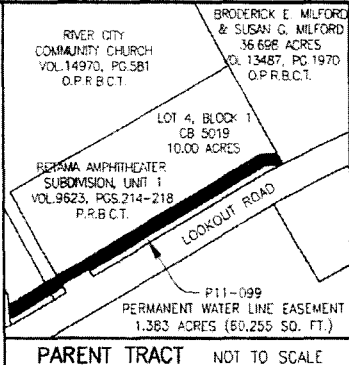 RIVER CITY
COMMUNITY CHURCH
VOL.14970, PG.581
O.P.R.B.C.T.
BRODERICK E. MILFORD
& SUSAN G. MILFORD
36.698 ACRES
VOL. 13487, PG.1970
O.P.R.B.C.T.
LOT 4, BLOCK 1
CB 5019
10.00 ACRES
RETAMA AMPHITHEATER
SUBDIVISION, UNIT 1
VOL.9623, PGS.214-218
P.R.B.C.T.
LOOKOUT ROAD
P11-099
PERMANENT WATER LINE EASEMENT
1.383 ACRES (60,255 SQ. FT.)
PARENT TRACT NOT TO SCALE